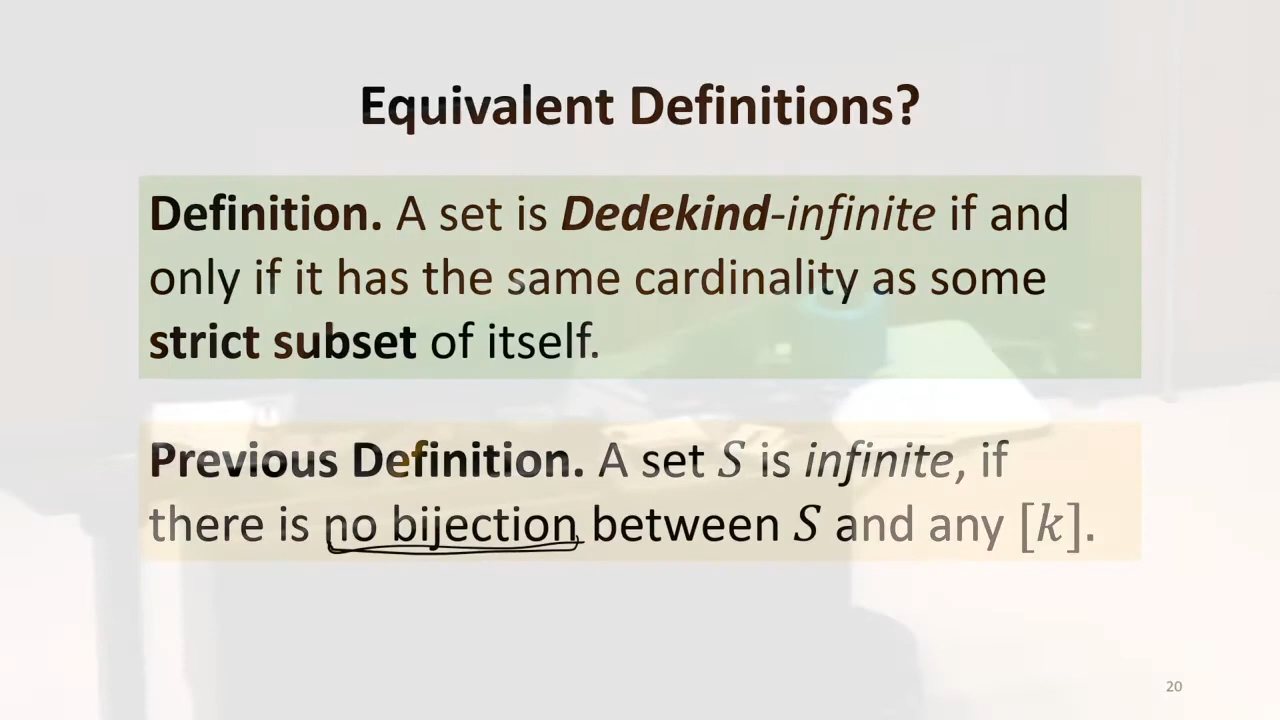 Equivalent Definitions?
Definition. A set is Dedekind-infinite if and
only if it has the same cardinality as some
strict subset of itself.
Previous Definition. A set S is infinite, if
there is no bijection between S and any [k].
20